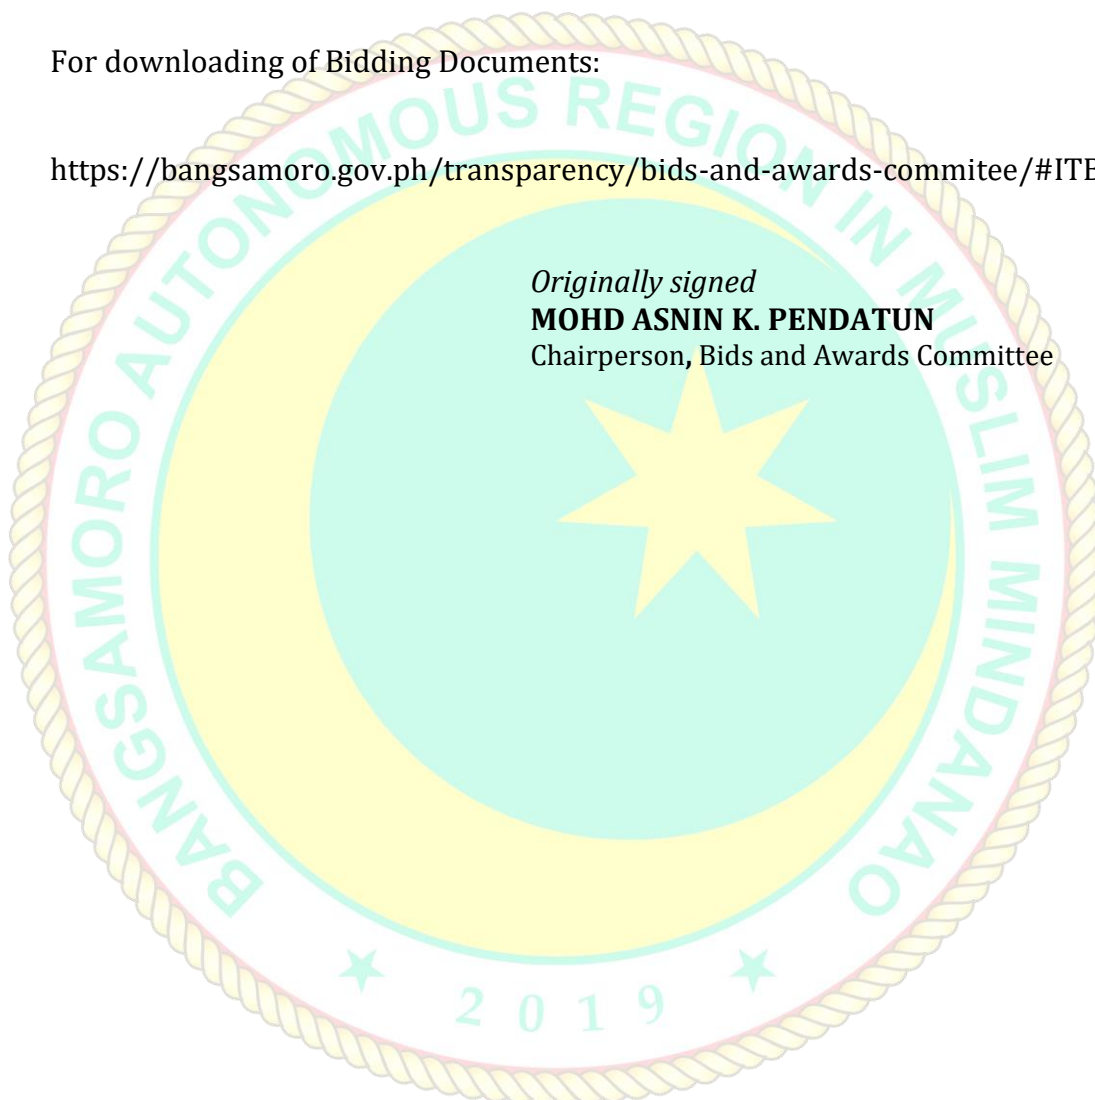 For downloading of Bidding Documents:
https://bangsamoro.gov.ph/transparency/bids-and-awards-commitee/#ITB
Originally signed
MOHD ASNIN K. PENDATUN
Chairperson, Bids and Awards Committee
BANGSAMORO AUTONOMOUS REGION IN MUSLIM MINDANAO
2019